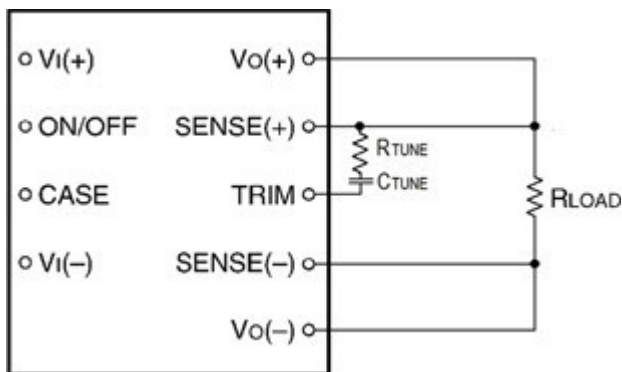 VI(+)
VO(+)
ON/OFF
SENSE(+)
RTUNE
CTUNE
CASE
TRIM
RLOAD
VI(–)
SENSE(–)
VO(–)